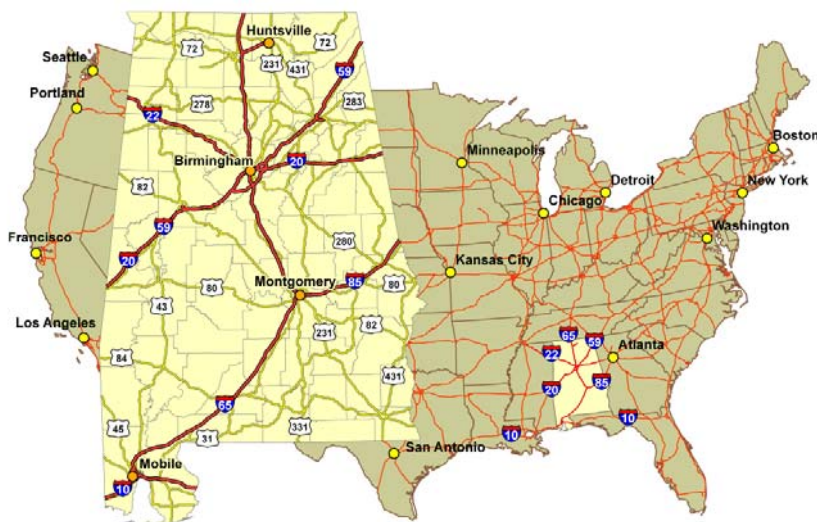 Huntsville
72
72
231
431
Seattle
59
Portland
22
278
283
Boston
Minneapolis
Birmingham
20
Detroit
82
New York
Chicago
59
Washington
280
Francisco
20
Kansas City
Montgomery
85
80
80
43
231
82
Los Angeles
65
59
22
Atlanta
84
431
20
85
65
10
45
331
31
10
San Antonio
Mobile
10